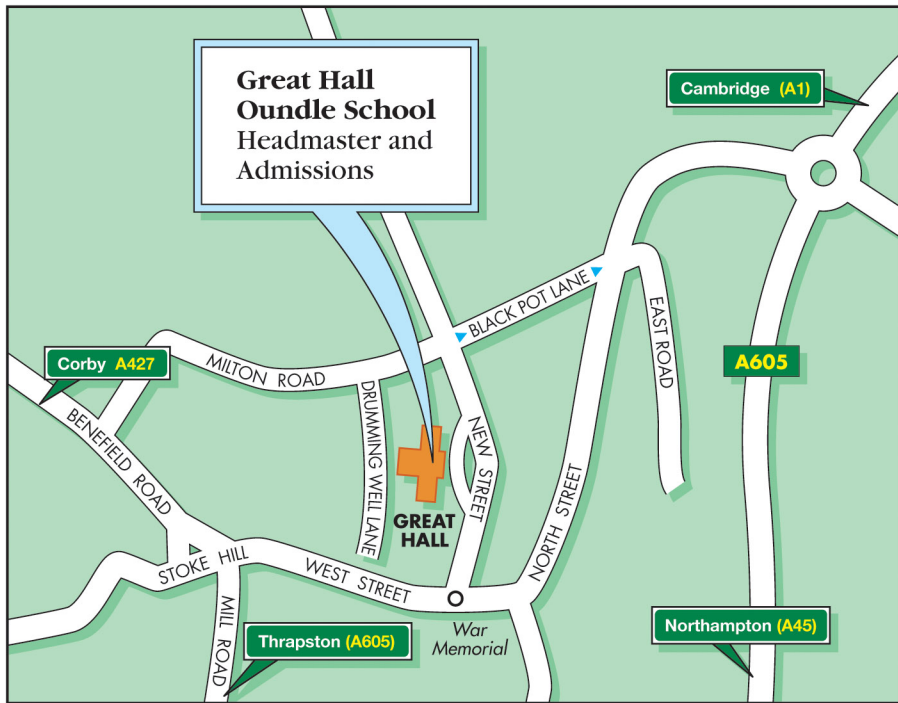 Great Hall
Oundle School
Headmaster and
Admissions
Cambridge (A1)
BLACK POT LANE
EAST ROAD
A605
Corby A427
MILTON ROAD
DRUMMING WELL LANE
BENEFIELD ROAD
NEW STREET
NORTH STREET
GREAT
HALL
STOKE HILL
WEST STREET
MILL ROAD
War
Memorial
Thrapston (A605)
Northampton (A45)